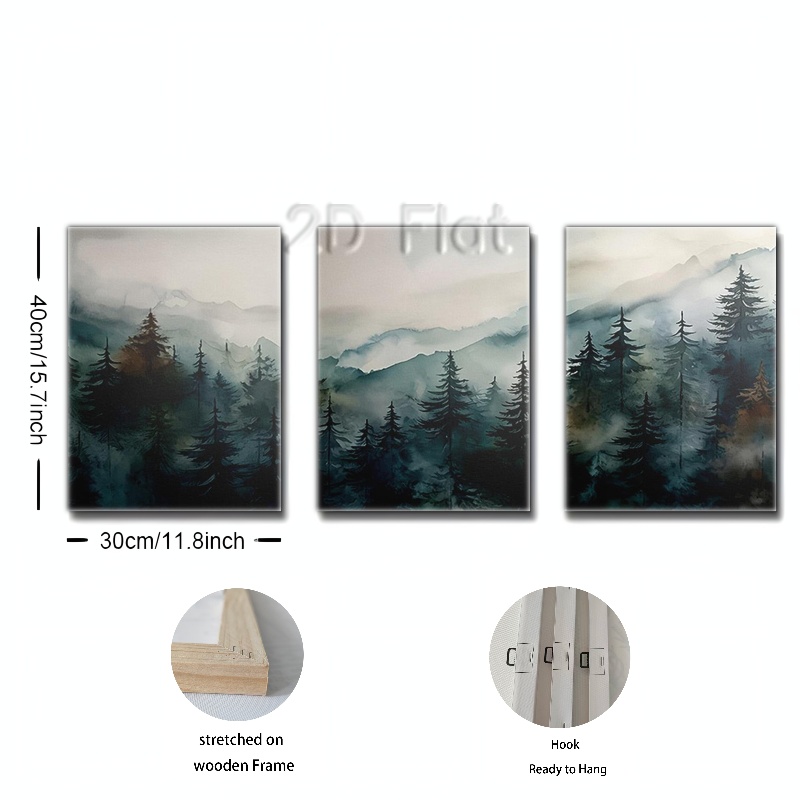 2D Flat
40cm/15.7inch
30cm/11.8inch
stretched on
wooden Frame
Hook
Ready to Hang